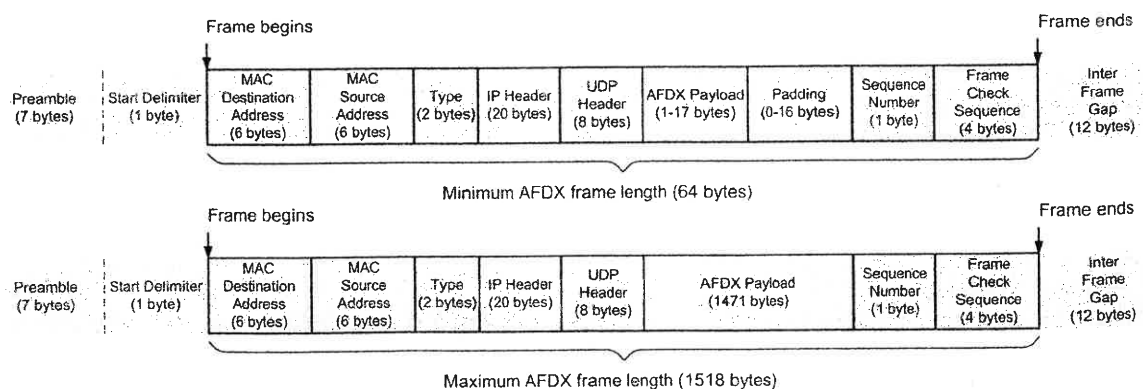 Frame begins
Frame ends
Preamble
(7 bytes)
Start Delimiter
(1 byte)
MAC
Destination
Address
(6 bytes)
MAC
Source
Address
(6 bytes)
Type
(2 bytes)
IP Header
(20 bytes)
UDP
Header
(8 bytes)
AFDX Payload
(1-17 bytes)
Padding
(0-16 bytes)
Sequence
Number
(1 byte)
Frame
Check
Sequence
(4 bytes)
Inter
Frame
Gap
(12 bytes)
Minimum AFDX frame length (64 bytes)
Frame begins
Frame ends
Preamble
(7 bytes)
Start Delimiter
(1 byte)
MAC
Destination
Address
(6 bytes)
MAC
Source
Address
(6 bytes)
Type
(2 bytes)
IP Header
(20 bytes)
UDP
Header
(8 bytes)
AFDX Payload
(1471 bytes)
Sequence
Number
(1 byte)
Frame
Check
Sequence
(4 bytes)
Inter
Frame
Gap
(12 bytes)
Maximum AFDX frame length (1518 bytes)